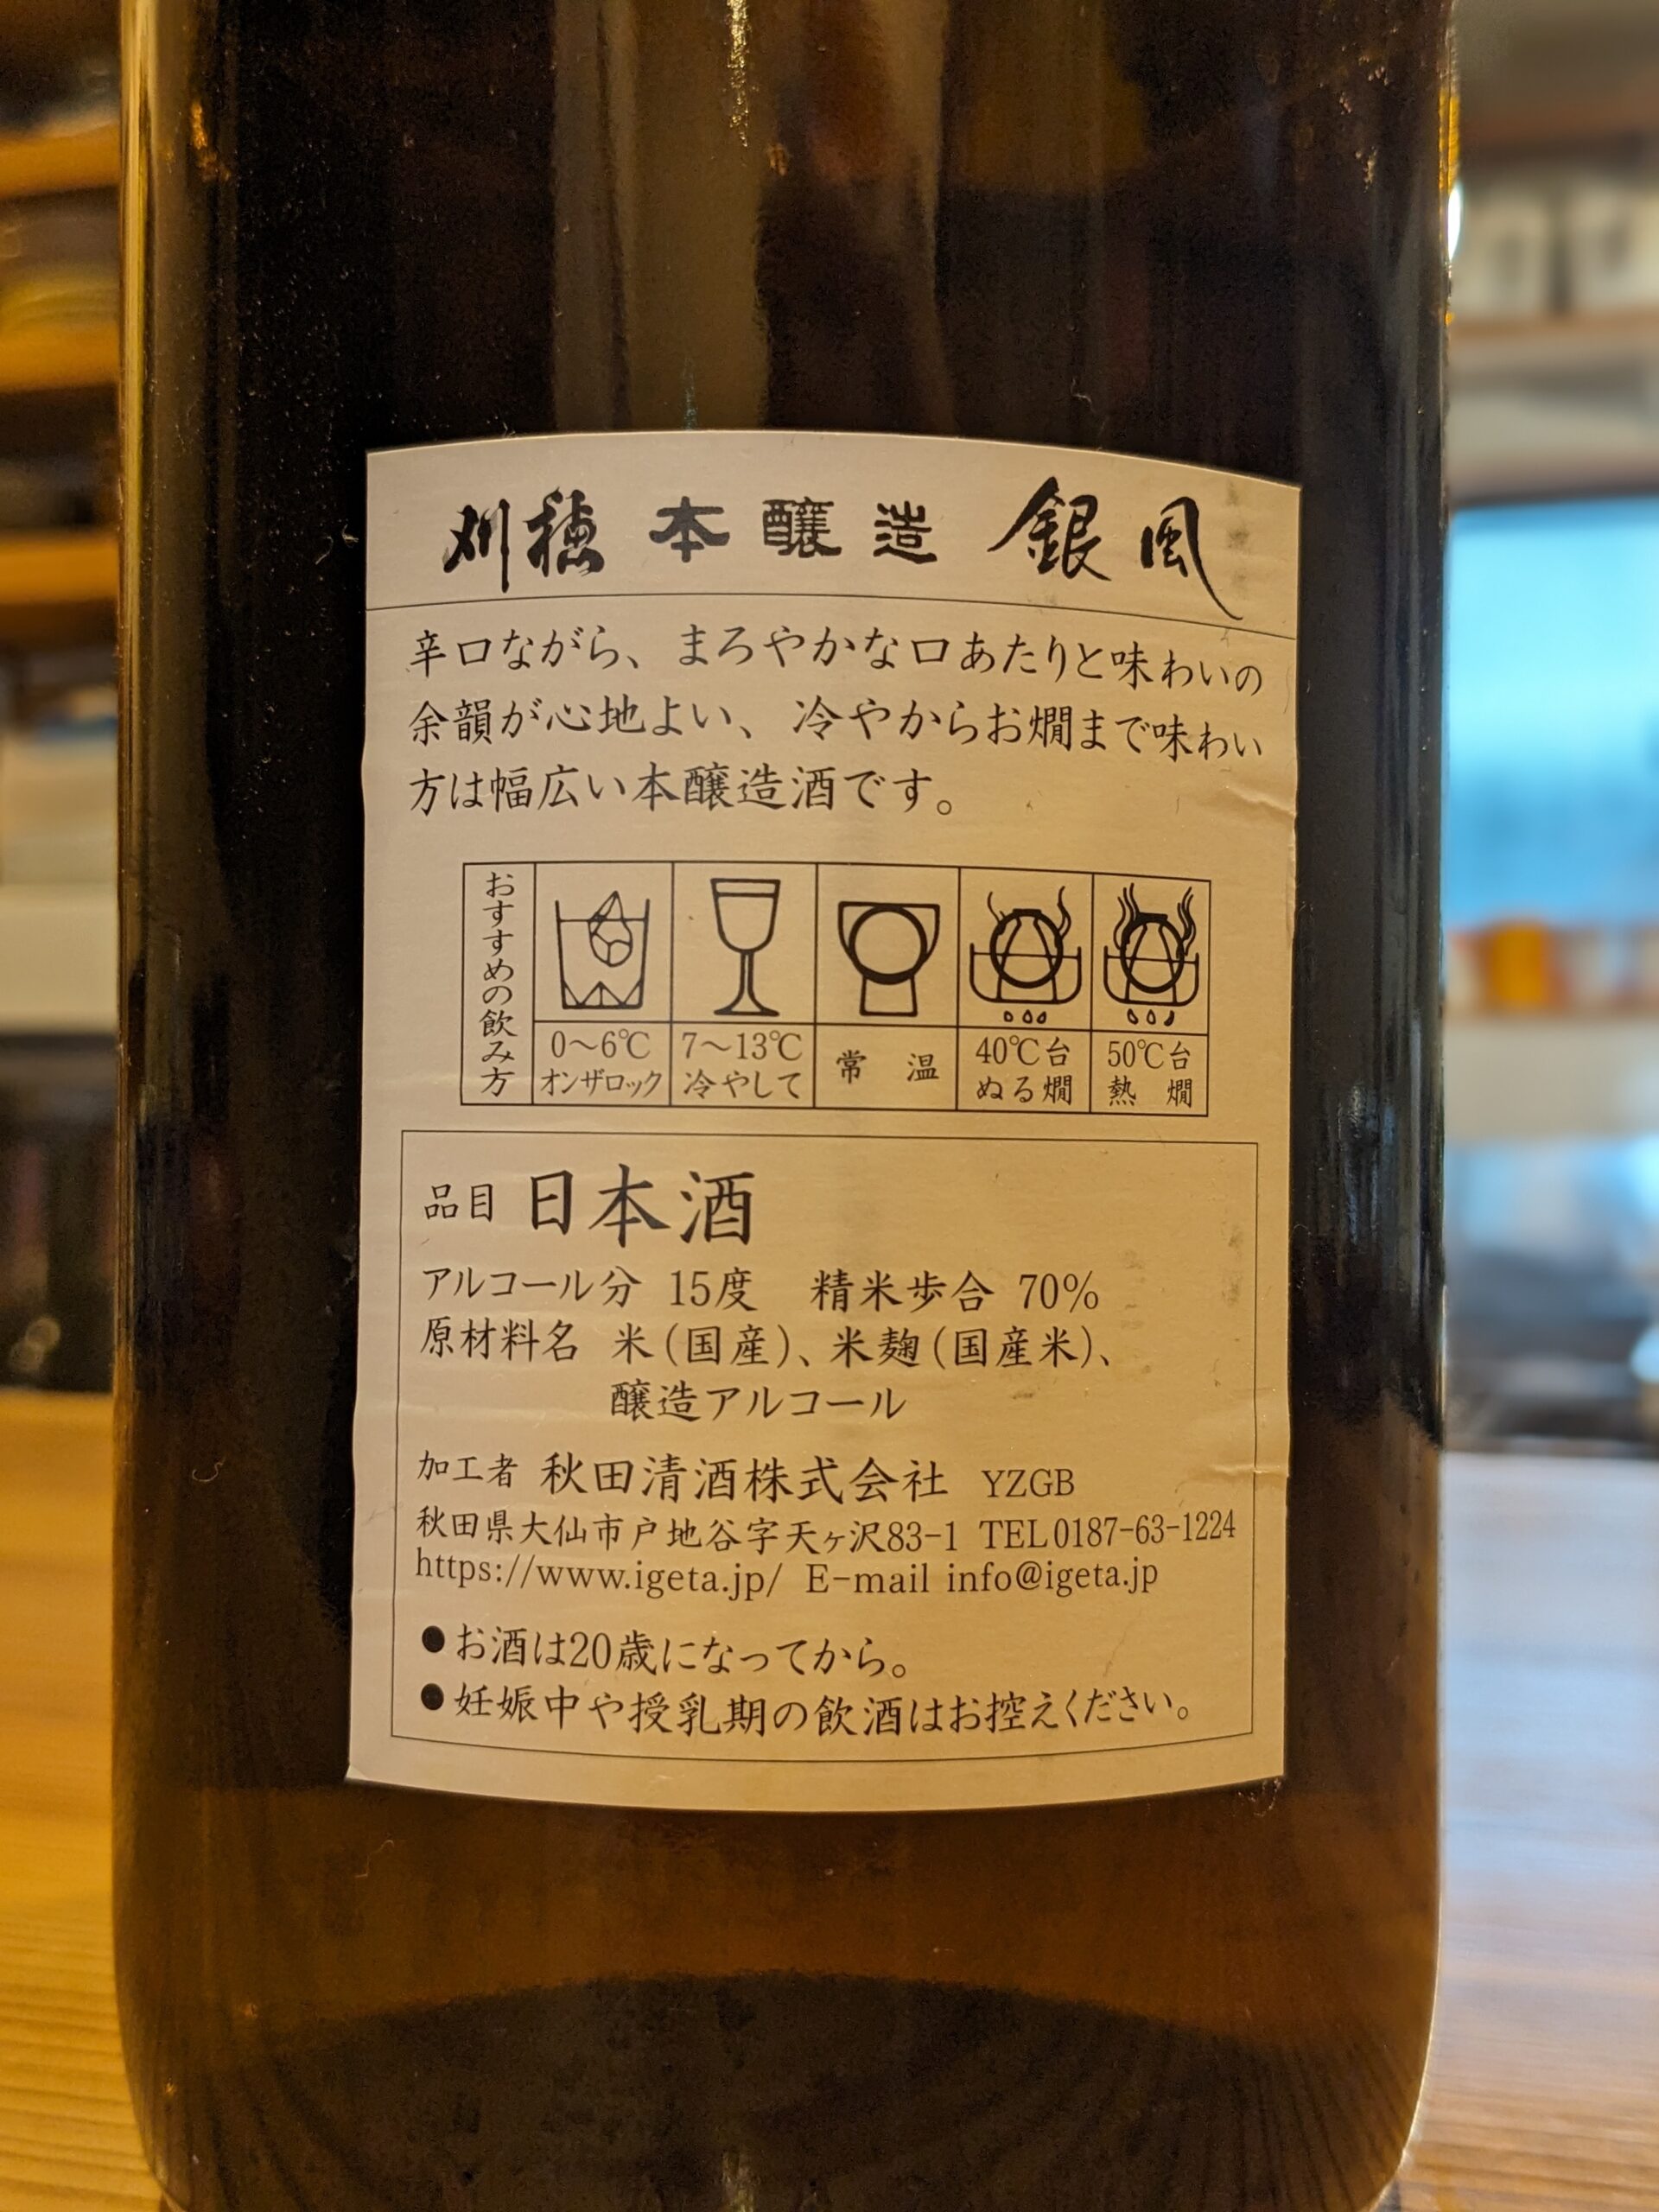 刈穂 本醸造 銀風
辛口ながら、まろやかな口あたりと味わいの
余韻が心地よい、冷やからお燗まで味わい
方は幅広い本醸造酒です。
おすすめの飲み方
0〜6℃
オンザロック
7〜13℃
冷やして
常 温
40℃台
ぬる燗
50℃台
熱 燗
品目 日本酒
アルコール分 15度 精米歩合 70%
原材料名 米(国産)、米麹(国産米)、
醸造アルコール
加工者 秋田清酒株式会社 YZGB
秋田県大仙市戸地谷字天ヶ沢83-1 TEL0187-63-1224
https://www.igeta.jp/ E-mail info@igeta.jp
●お酒は20歳になってから。
●妊娠中や授乳期の飲酒はお控えください。